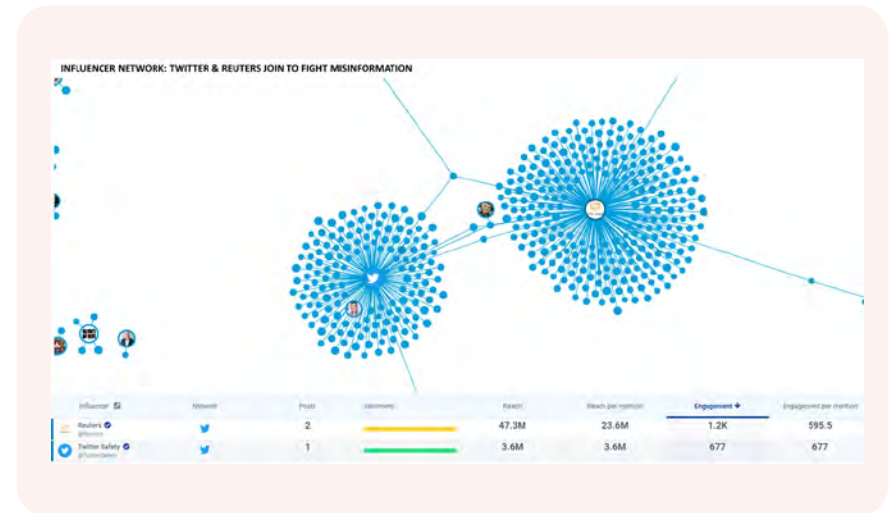 INFLUENCER NETWORK: TWITTER & REUTERS JOIN TO FIGHT MISINFORMATION
Influencer Network Posts Sentiment Reach Reach per mention Engagement Engagement per mention
Reuters 2 47.3M 23.6M 1.2K 595.5
@Reuters
Twitter Safety 1 3.6M 3.6M 677 677
@TwitterSafety